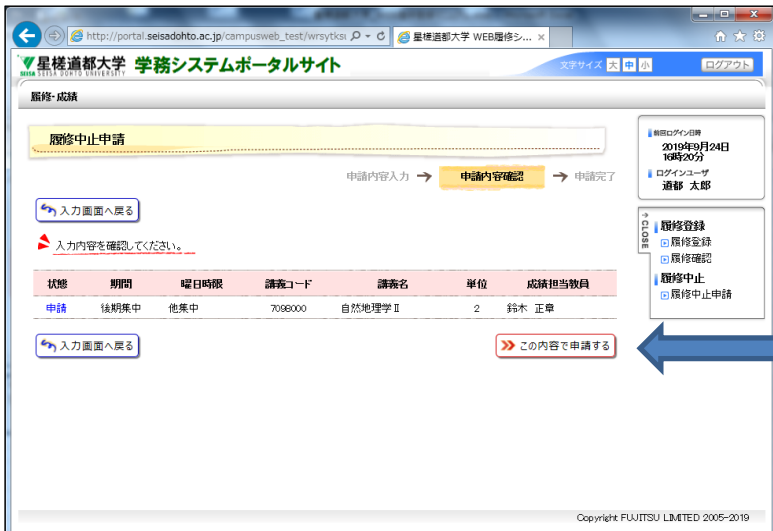 http://portal.seisadohto.ac.jp/campusweb_test/wrsytksu
星槎道都大学 WEB履修シ... ×
星槎道都大学 学務システムポータルサイト
SEISA DOHTO UNIVERSITY
文字サイズ 大 中 小
ログアウト
履修・成績
履修中止申請
申請内容入力 → 申請内容確認 → 申請完了
入力画面へ戻る
入力内容を確認してください。
状態 期間 曜日時限 講義コード 講義名 単位 成績担当教員
申請 後期集中 他集中 7098000 自然地理学Ⅱ 2 鈴木 正章
入力画面へ戻る
この内容で申請する
前回ログイン日時
2019年9月24日
16時20分
ログインユーザ
道都 太郎
CLOSE
履修登録
履修登録
履修確認
履修中止
履修中止申請
Copyright FUJITSU LIMITED 2005-2019